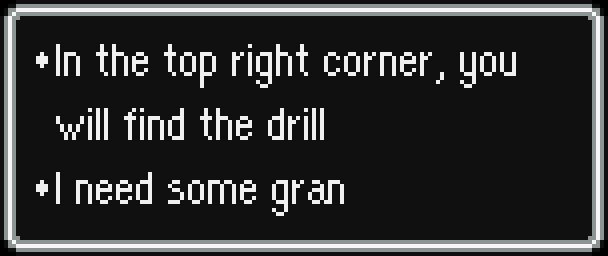 •In the top right corner, you
will find the drill
•I need some gran